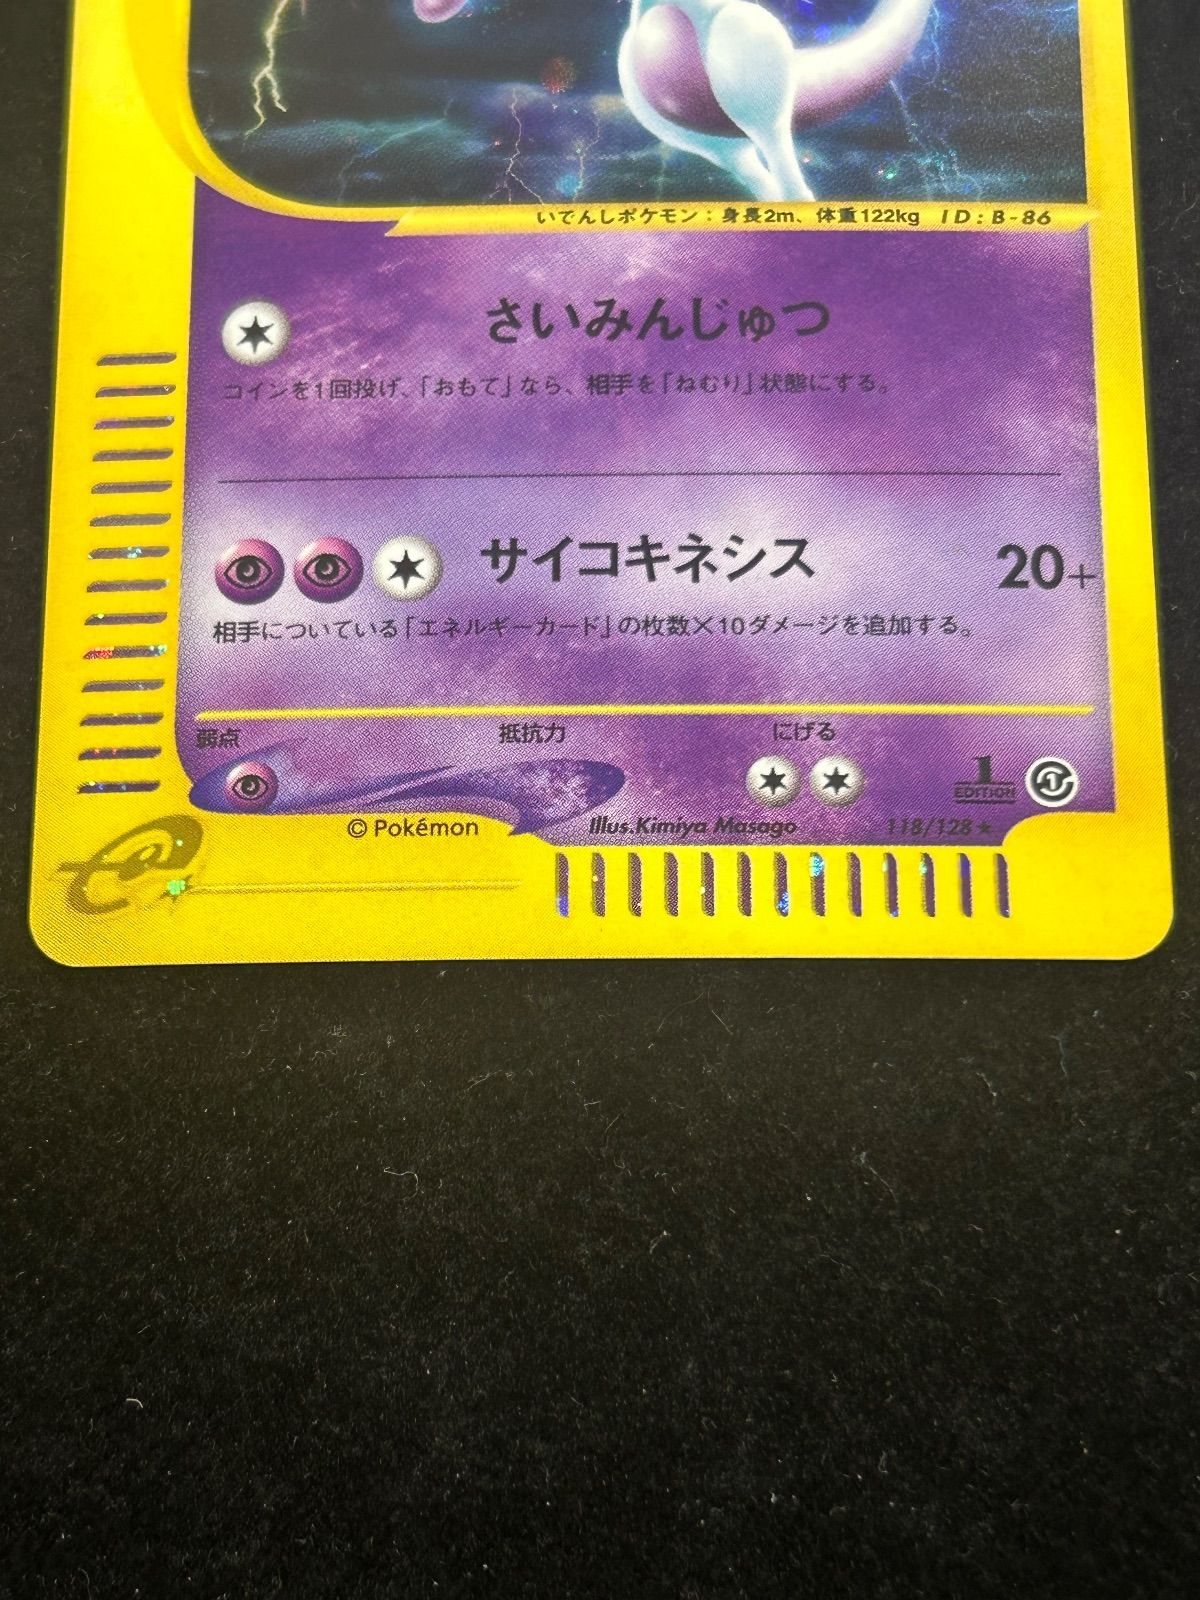 いでんしポケモン：身長2m、体重122kg ID：B-86
さいみんじゅつ
コインを1回投げ、「おもて」なら、相手を「ねむり」状態にする。
サイコキネシス 20+
相手についている「エネルギーカード」の枚数×10ダメージを追加する。
弱点 抵抗力 にげる
1 EDITION 1
© Pokémon Illus.Kimiya Masago 118/128★